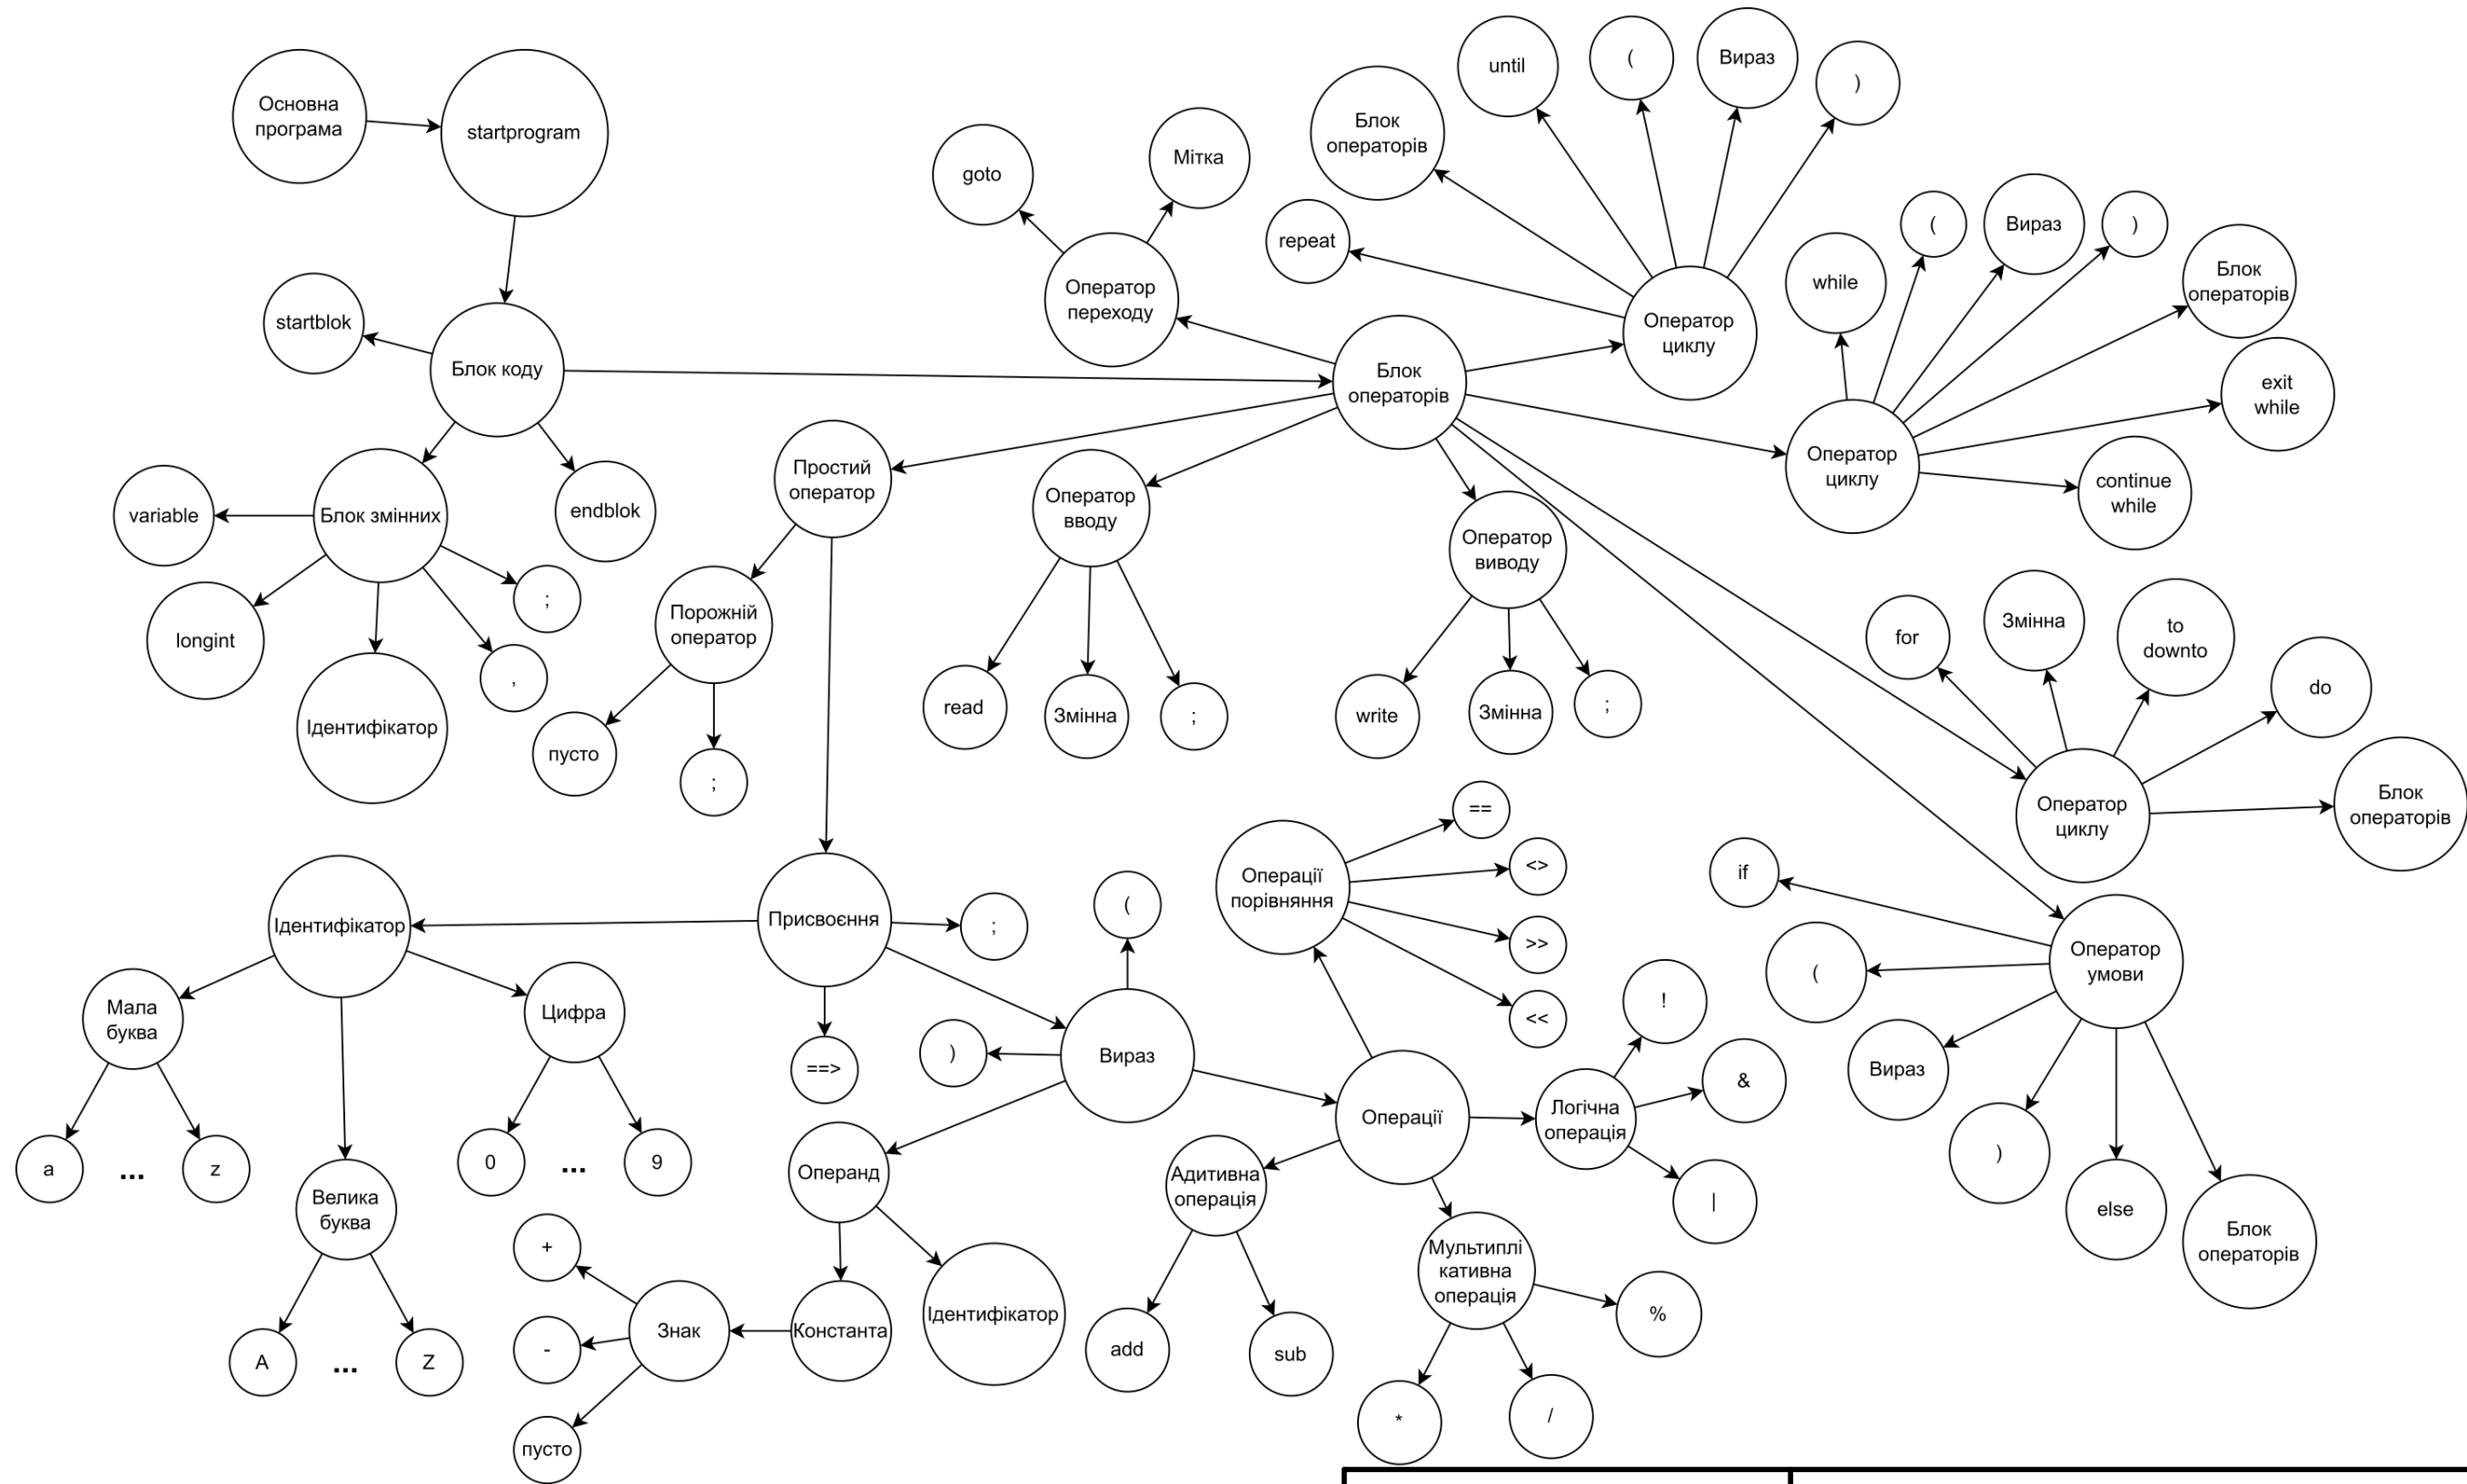 Основна
програма
startprogram
startblok
Блок коду
variable
Блок змінних
endblok
longint
Ідентифікатор
,
;
goto
Мітка
Оператор
переходу
until
(
Вираз
)
Блок
операторів
repeat
Оператор
циклу
while
(
Вираз
)
Блок
операторів
exit
while
continue
while
Оператор
циклу
Блок
операторів
Простий
оператор
Порожній
оператор
пусто
;
Оператор
вводу
read
Змінна
;
Оператор
виводу
write
Змінна
;
for
Змінна
to
downto
do
Блок
операторів
Оператор
циклу
if
(
Вираз
)
else
Блок
операторів
Оператор
умови
Присвоєння
;
==>
Ідентифікатор
Мала
буква
a
...
z
Цифра
0
...
9
Велика
буква
A
...
Z
(
)
Вираз
Операнд
Ідентифікатор
Константа
Знак
+
-
пусто
Операції
Операції
порівняння
==
<>
>>
<<
Логічна
операція
!
&
|
Адитивна
операція
add
sub
Мультиплі
кативна
операція
%
*
/